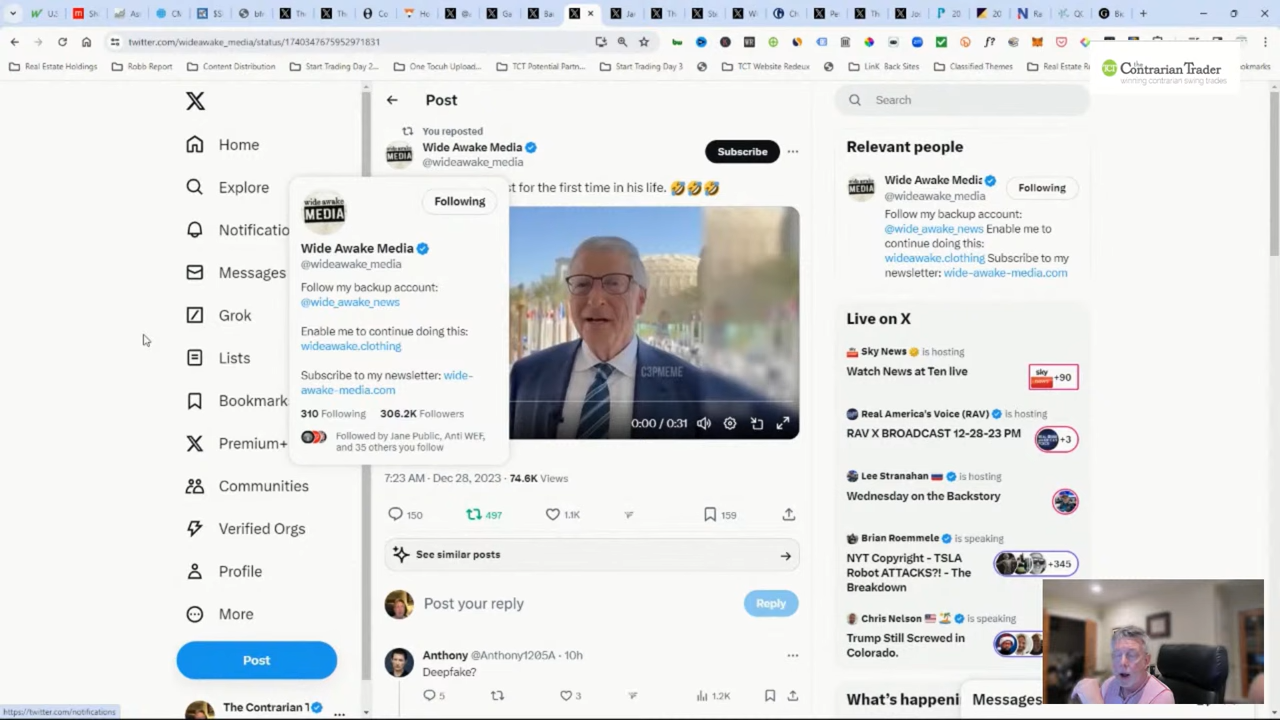 twitter.com/wideawake_media/status/1740347675952971831
Real Estate Holdings
Robb Report
Content Distribution
Start Trading Day 2...
One Tocuh Upload...
TCT Potential Partn...
Start Trading Day 3
TCT Website Redeux
LinK Back Sites
Classified Themes
TCT
the Contrarian Trader
winning contrarian swing trades
Home
Explore
Notificatio
Messages
Grok
Lists
Bookmark
Premium+
Communities
Verified Orgs
Profile
More
Post
The Contrarian T
https://twitter.com/notifications
Post
You reposted
Wide Awake Media
@wideawake_media
Subscribe
t for the first time in his life. 🤣🤣🤣
wide awake
MEDIA
Following
Wide Awake Media
@wideawake_media
Follow my backup account:
@wide_awake_news
Enable me to continue doing this:
wideawake.clothing
Subscribe to my newsletter: wide-
awake-media.com
310 Following 306.2K Followers
Followed by Jane Public, Anti WEF,
and 35 others you follow
C3PMEME
0:00 / 0:31
7:23 AM · Dec 28, 2023 · 74.6K Views
150 497 1.1K 159
See similar posts
Post your reply
Reply
Anthony @Anthony1205A · 10h
Deepfake?
5 3 1.2K
Search
Relevant people
Wide Awake Media
@wideawake_media
Following
Follow my backup account:
@wide_awake_news Enable me to
continue doing this:
wideawake.clothing Subscribe to my
newsletter: wide-awake-media.com
Live on X
Sky News is hosting
Watch News at Ten live
sky
+90
Real America's Voice (RAV) is hosting
RAV X BROADCAST 12-28-23 PM
+3
Lee Stranahan is hosting
Wednesday on the Backstory
Brian Roemmele is speaking
NYT Copyright - TSLA
Robot ATTACKS?! - The
Breakdown
+345
Chris Nelson is speaking
Trump Still Screwed in
Colorado.
What's happeni
Messages